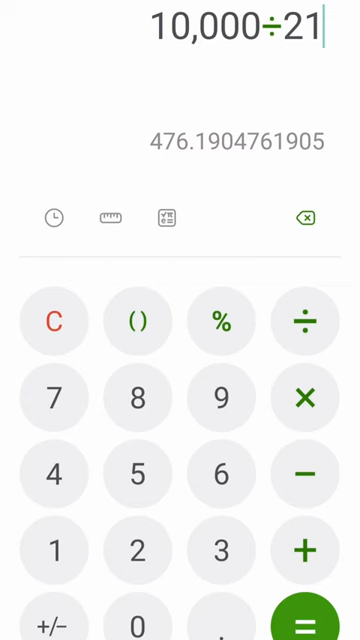 10,000÷21
476.1904761905
C ( ) % ÷
7 8 9 ×
4 5 6 −
1 2 3 +
+/− 0 . =